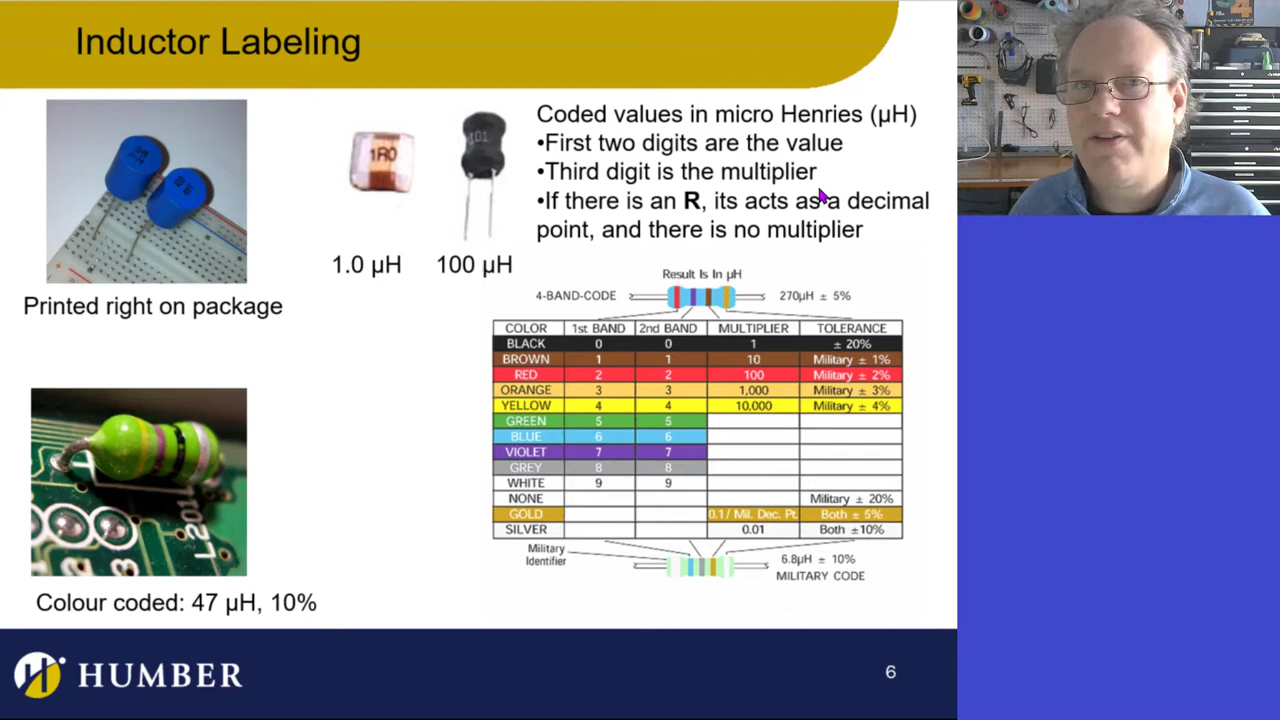 Inductor Labeling
1R0
101
1.0 µH
100 µH
Printed right on package
Coded values in micro Henries (µH)
•First two digits are the value
•Third digit is the multiplier
•If there is an R, its acts as a decimal
point, and there is no multiplier
Result Is In µH
4-BAND-CODE
270µH ± 5%
COLOR 1st BAND 2nd BAND MULTIPLIER TOLERANCE
BLACK 0 0 1 ± 20%
BROWN 1 1 10 Military ± 1%
RED 2 2 100 Military ± 2%
ORANGE 3 3 1,000 Military ± 3%
YELLOW 4 4 10,000 Military ± 4%
GREEN 5 5
BLUE 6 6
VIOLET 7 7
GREY 8 8
WHITE 9 9
NONE Military ± 20%
GOLD 0.1/ Mil. Dec. Pt. Both ± 5%
SILVER 0.01 Both ±10%
Military
Identifier
6.8µH ± 10%
MILITARY CODE
L201
Colour coded: 47 µH, 10%
HUMBER
6